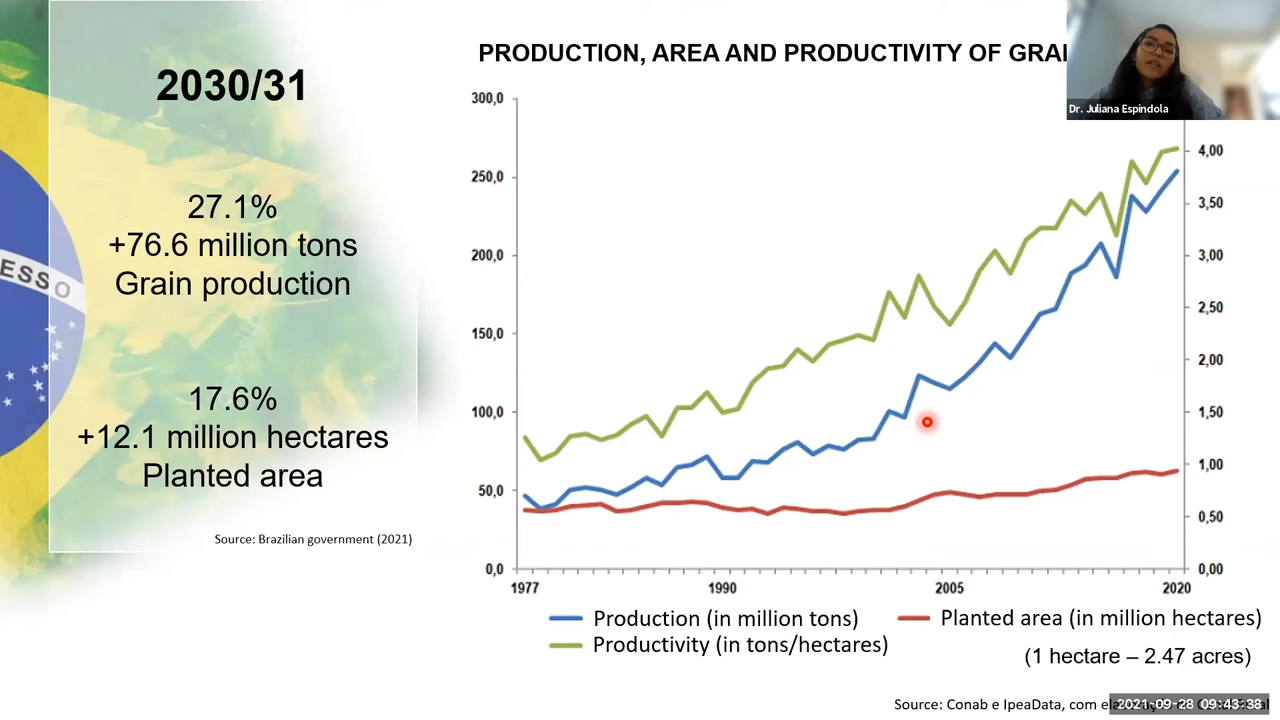 PRODUCTION, AREA AND PRODUCTIVITY OF
Dr. Juliana Espindola
2030/31
27.1%
+76.6 million tons
Grain production
17.6%
+12.1 million hectares
Planted area
Source: Brazilian government (2021)
ESSO
300,0
250,0
200,0
150,0
100,0
50,0
0,0
4,00
3,50
3,00
2,50
2,00
1,50
1,00
0,50
0,00
1977
1990
2005
2020
Production (in million tons)
Planted area (in million hectares)
Productivity (in tons/hectares)
(1 hectare – 2.47 acres)
Source: Conab e IpeaData, com
2021-09-28 09:43:38